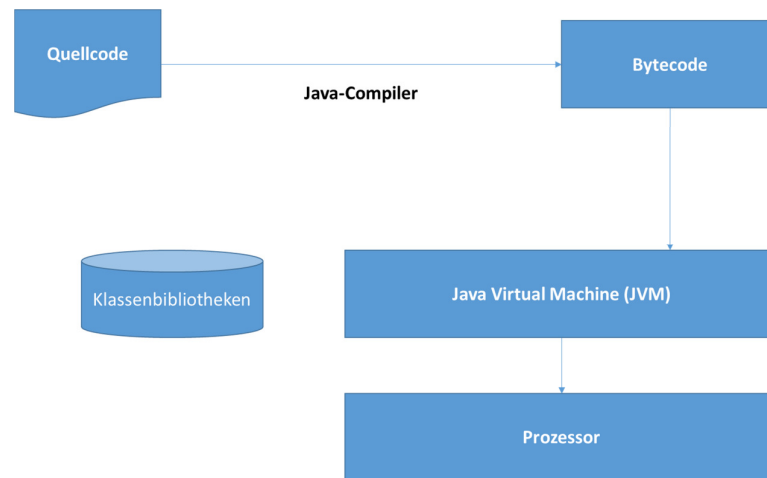 Quellcode
Bytecode
Java-Compiler
Klassenbibliotheken
Java Virtual Machine (JVM)
Prozessor